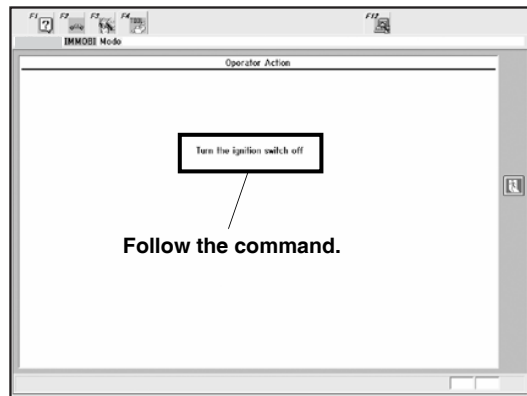 F1 F2 F3 F4 F12
IMMOBI Mode
Operator Action
Turn the ignition switch off
Follow the command.